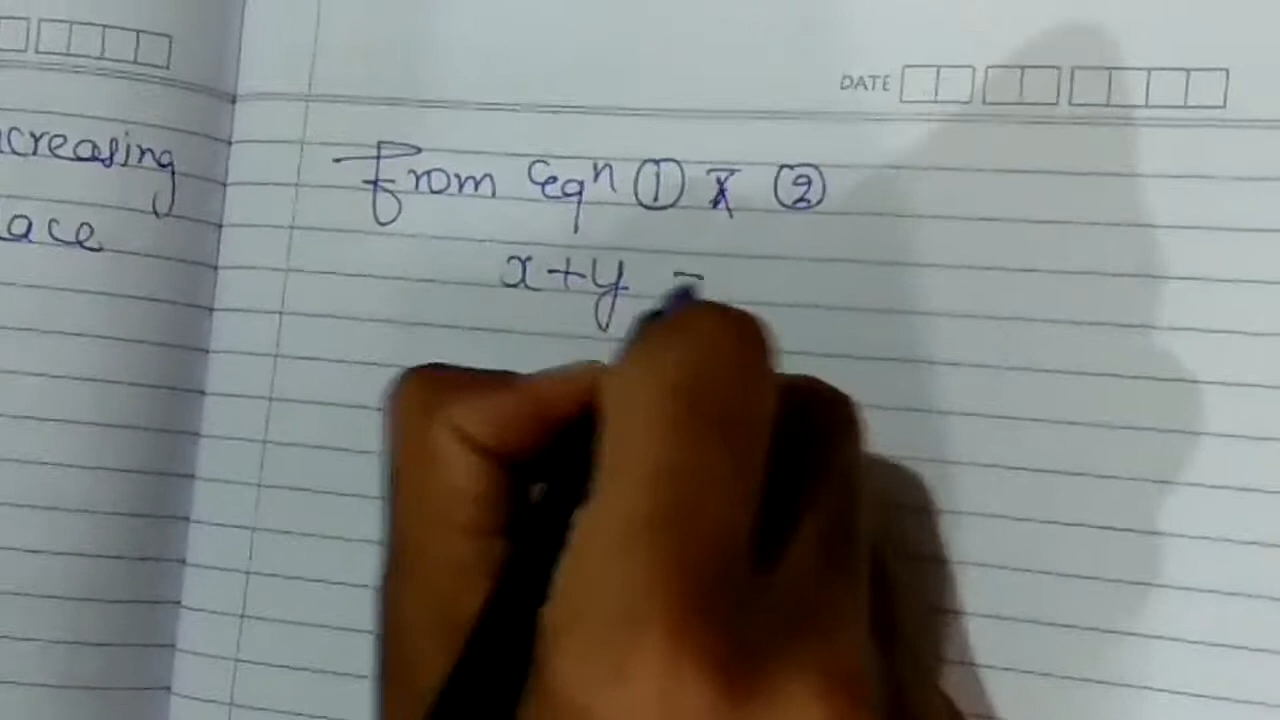 creasing
ace
DATE
From Eqn ① & ②
x+y =